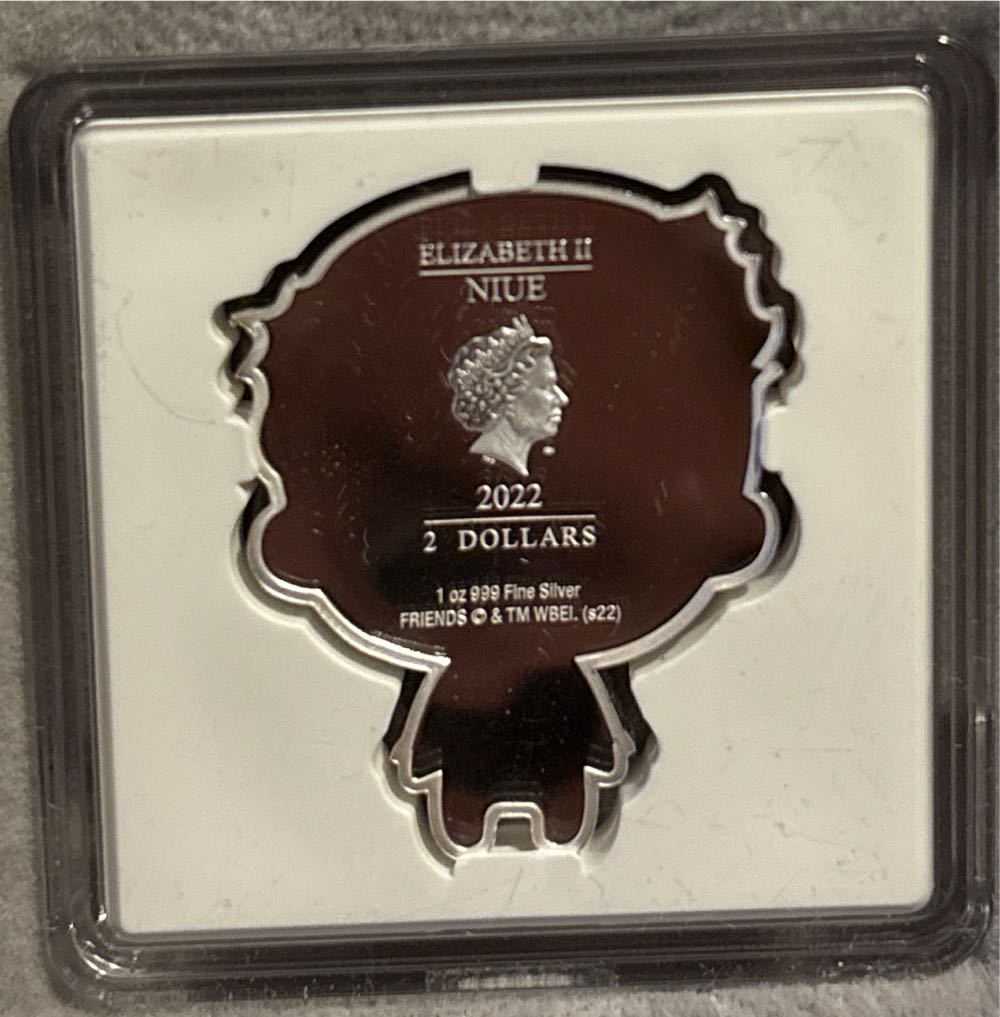 ELIZABETH II
NIUE
2022
2 DOLLARS
1 oz 999 Fine Silver
FRIENDS © & TM WBEI. (s22)